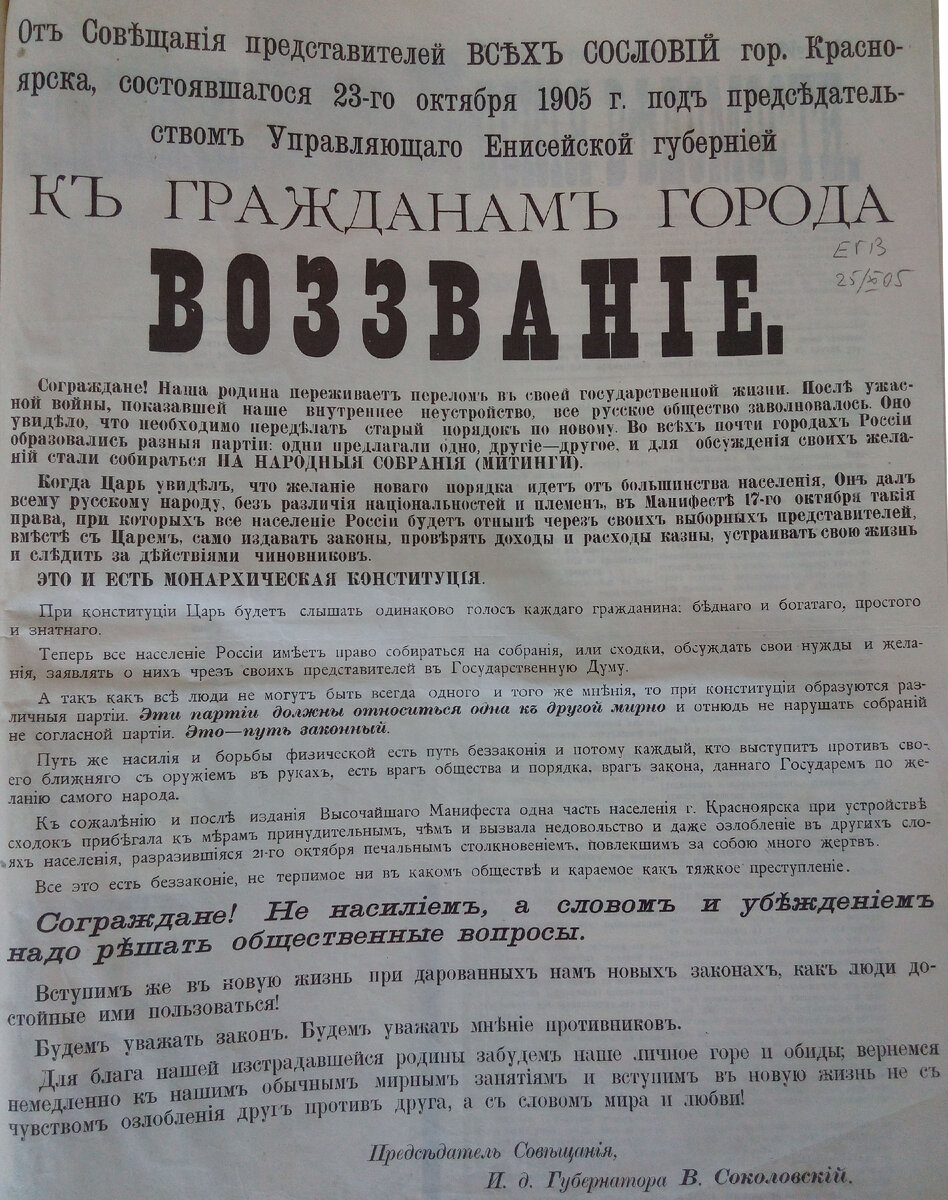 Отъ Совѣщанія представителей ВСѢХЪ СОСЛОВІЙ гор. Красно-
ярска, состоявшагося 23-го октября 1905 г. подъ предсѣдатель-
ствомъ Управляющаго Енисейской губерніей
КЪ ГРАЖДАНАМЪ ГОРОДА
ВОЗЗВАНІЕ.
ЕГВ
25/XI 05
Сограждане! Наша родина переживаетъ переломъ въ своей государственной жизни. Послѣ ужас-
ной войны, показавшей наше внутреннее неустройство, все русское общество заволновалось. Оно
увидѣло, что необходимо передѣлать старый порядокъ по новому. Во всѣхъ почти городахъ Россіи
образовались разныя партіи: одни предлагали одно, другіе—другое, и для обсужденія своихъ жела-
ній стали собираться НА НАРОДНЫЯ СОБРАНІЯ (МИТИНГИ).
Когда Царь увидѣлъ, что желаніе новаго порядка идетъ отъ большинства населенія, Онъ далъ
всему русскому народу, безъ различія національностей и племенъ, въ Манифестѣ 17-го октября такія
права, при которыхъ все населеніе Россіи будетъ отнынѣ черезъ своихъ выборныхъ представителей,
вмѣстѣ съ Царемъ, само издавать законы, провѣрять доходы и расходы казны, устраивать свою жизнь
и слѣдить за дѣйствіями чиновниковъ.
ЭТО И ЕСТЬ МОНАРХИЧЕСКАЯ КОНСТИТУЦІЯ.
При конституціи Царь будетъ слышать одинаково голосъ каждаго гражданина: бѣднаго и богатаго, простого
и знатнаго.
Теперь все населеніе Россіи имѣетъ право собираться на собранія, или сходки, обсуждать свои нужды и жела-
нія, заявлять о нихъ чрезъ своихъ представителей въ Государственную Думу.
А такъ какъ всѣ люди не могутъ быть всегда одного и того же мнѣнія, то при конституціи образуются раз-
личныя партіи. Эти партіи должны относиться одна къ другой мирно и отнюдь не нарушать собраній
не согласной партіи. Это—путь законный.
Путь же насилія и борьбы физической есть путь беззаконія и потому каждый, кто выступитъ противъ сво-
его ближняго съ оружіемъ въ рукахъ, есть врагъ общества и порядка, врагъ закона, даннаго Государемъ по же-
ланію самого народа.
Къ сожалѣнію и послѣ изданія Высочайшаго Манифеста одна часть населенія г. Красноярска при устройствѣ
сходокъ прибѣгала къ мѣрамъ принудительнымъ, чѣмъ и вызвала недовольство и даже озлобленіе въ другихъ сло-
яхъ населенія, разразившіяся 21-го октября печальнымъ столкновеніемъ, повлекшимъ за собою много жертвъ.
Все это есть беззаконіе, не терпимое ни въ какомъ обществѣ и караемое какъ тяжкое преступленіе.
Сограждане! Не насиліемъ, а словомъ и убѣжденіемъ
надо рѣшать общественные вопросы.
Вступимъ же въ новую жизнь при дарованныхъ намъ новыхъ законахъ, какъ люди до-
стойные ими пользоваться!
Будемъ уважать законъ. Будемъ уважать мнѣніе противниковъ.
Для блага нашей изстрадавшейся родины забудемъ наше личное горе и обиды; вернемся
немедленно къ нашимъ обычнымъ мирнымъ занятіямъ и вступимъ въ новую жизнь не съ
чувствомъ озлобленія другъ противъ друга, а съ словомъ мира и любви!
Предсѣдатель Совѣщанія,
И. д. Губернатора В. Соколовскій.